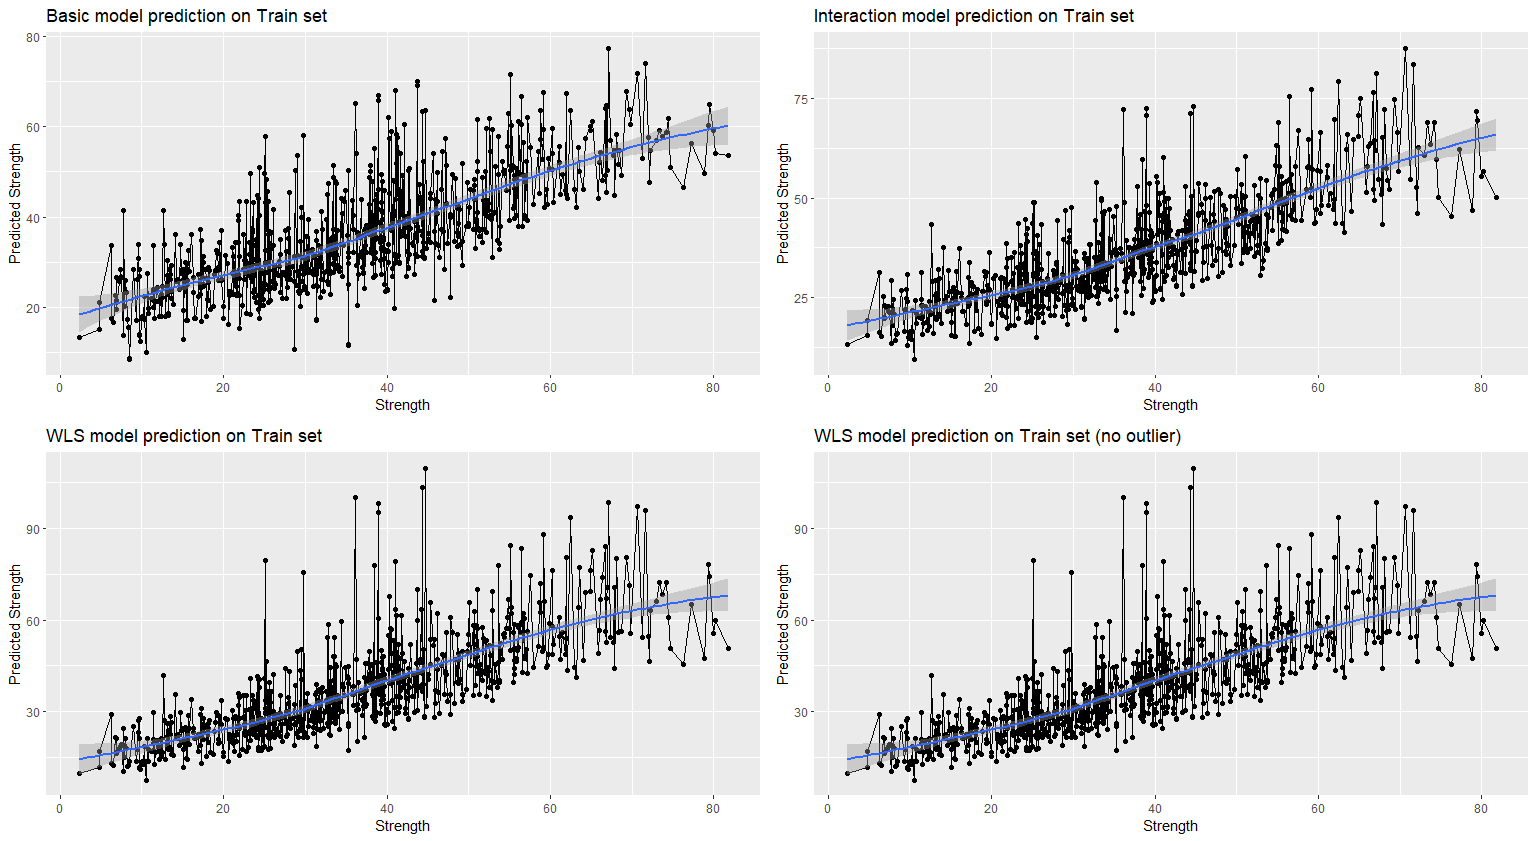 Basic model prediction on Train set
80
60
40
20
Predicted Strength
0 20 40 60 80
Strength
Interaction model prediction on Train set
75
50
25
Predicted Strength
0 20 40 60 80
Strength
WLS model prediction on Train set
90
60
30
Predicted Strength
0 20 40 60 80
Strength
WLS model prediction on Train set (no outlier)
90
60
30
Predicted Strength
0 20 40 60 80
Strength